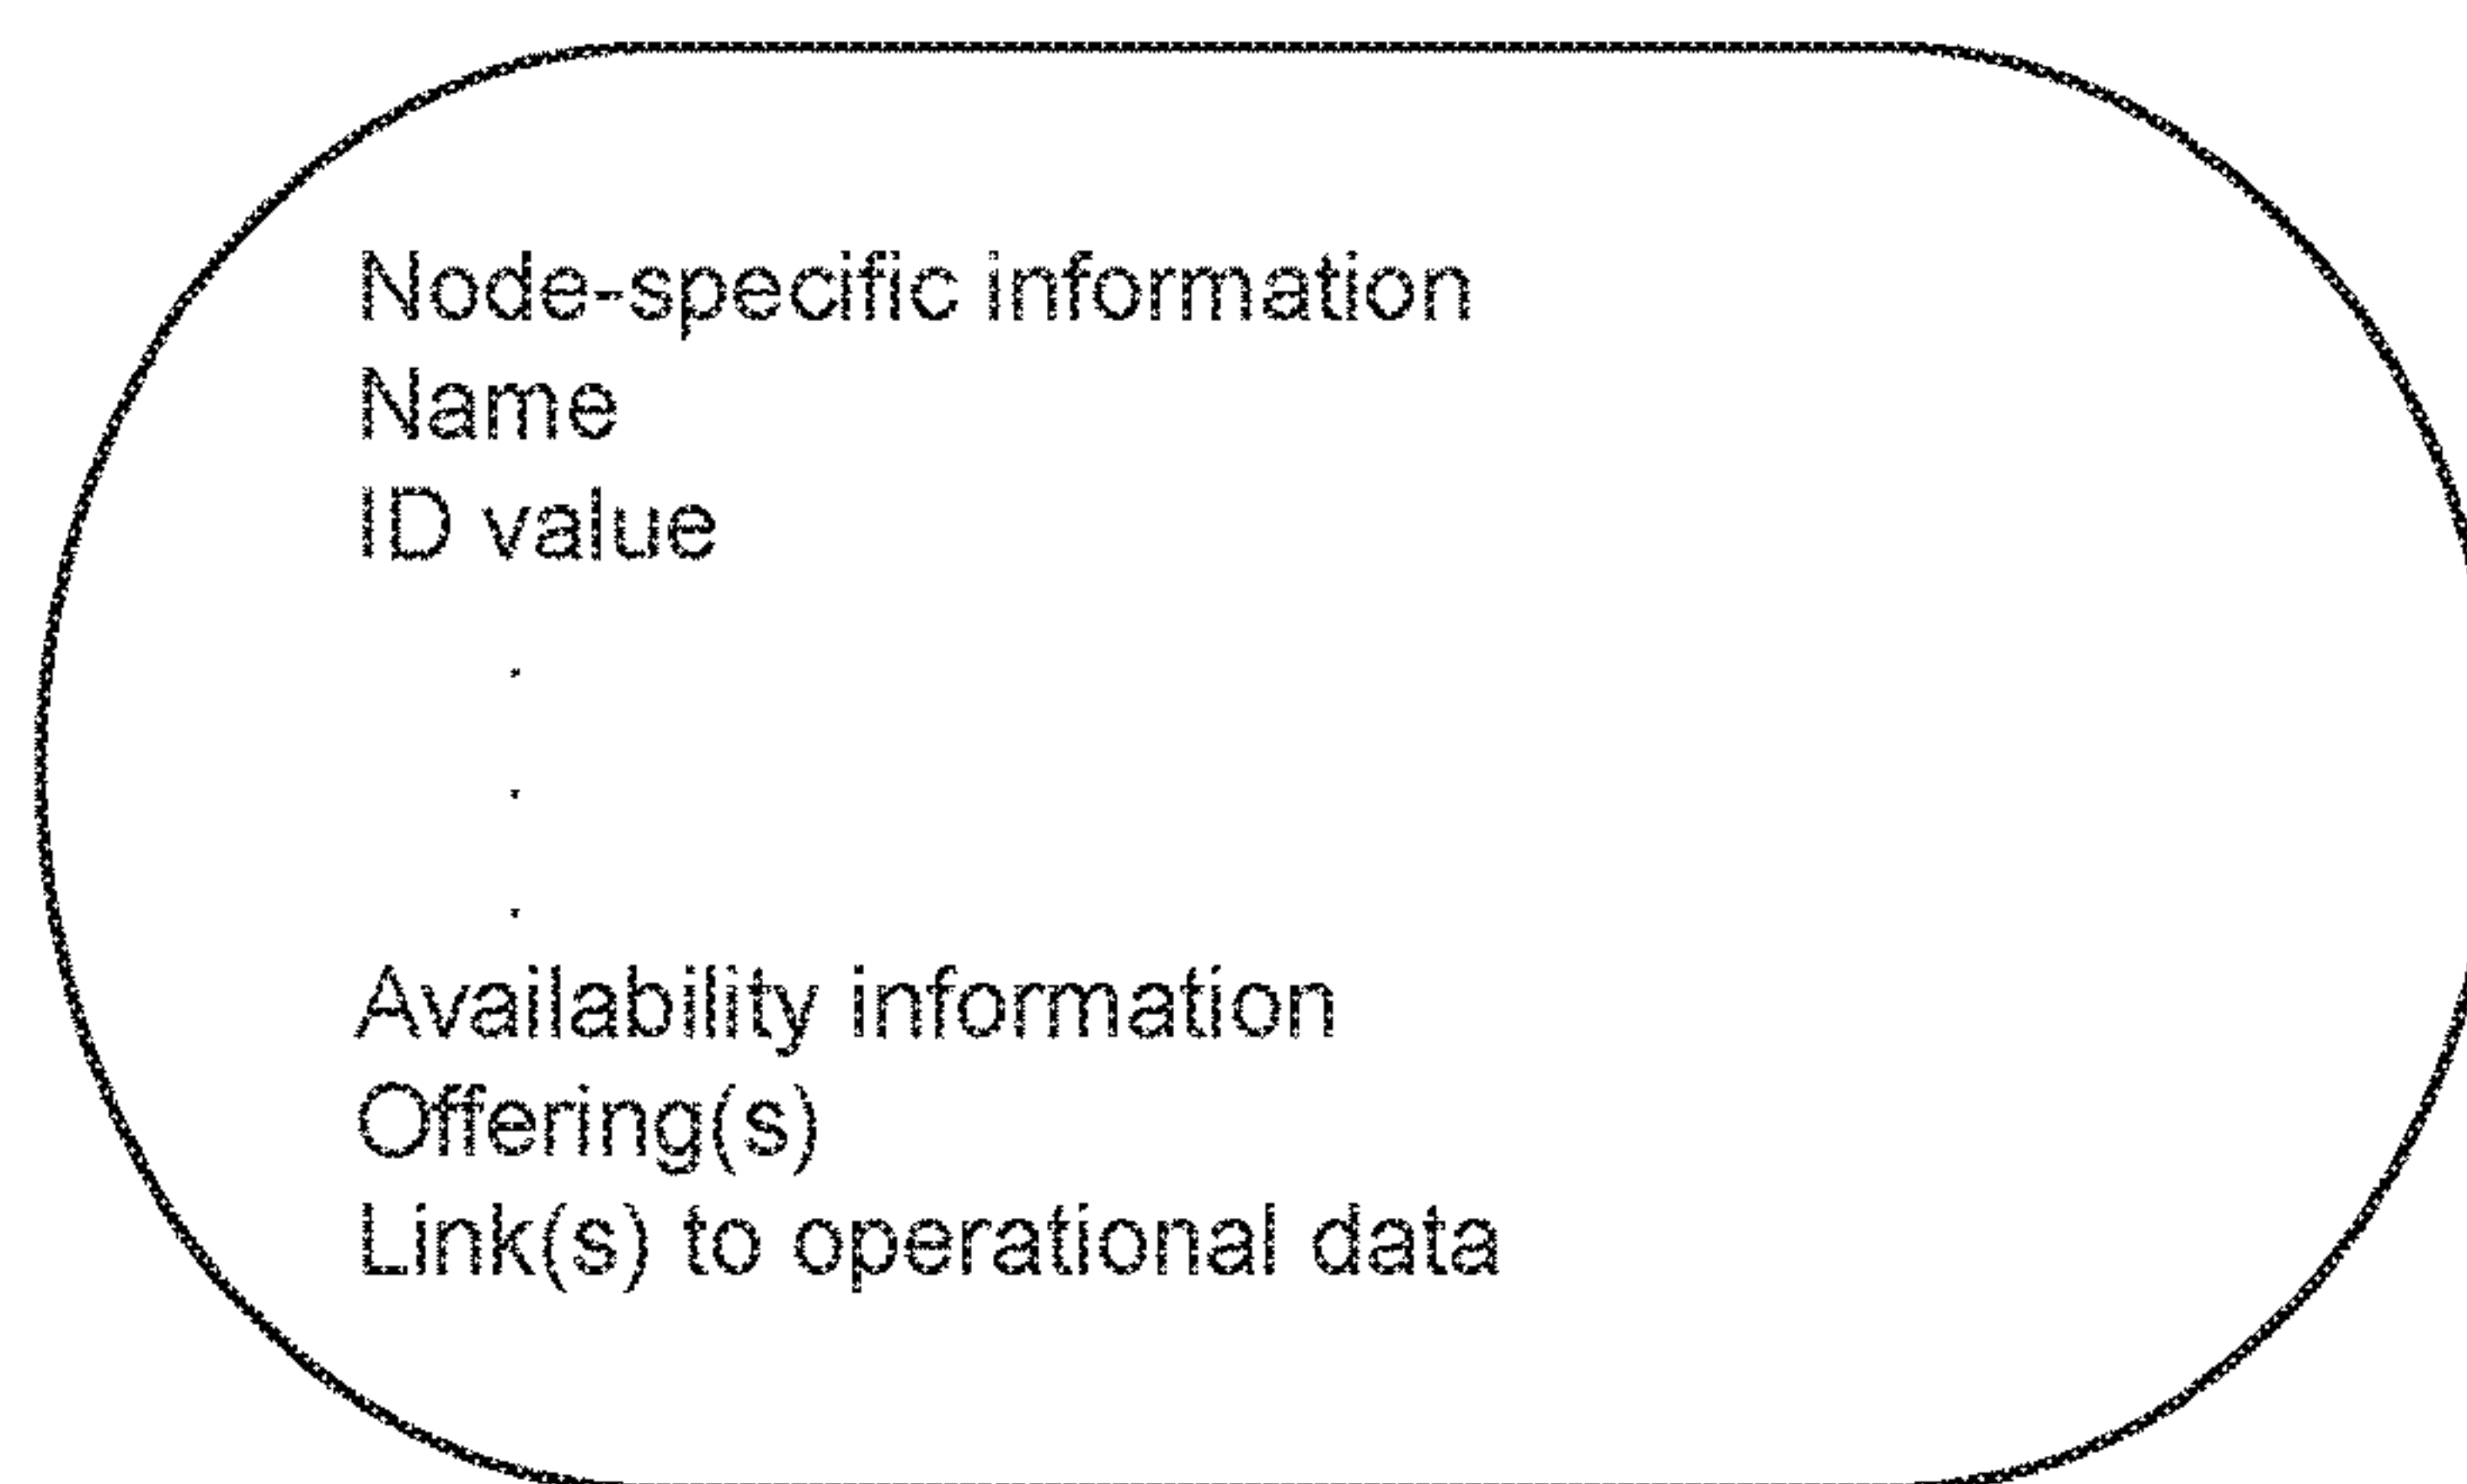 Node-specific information
Name
ID value
.
.
.
Availability information
Offering(s)
Link(s) to operational data